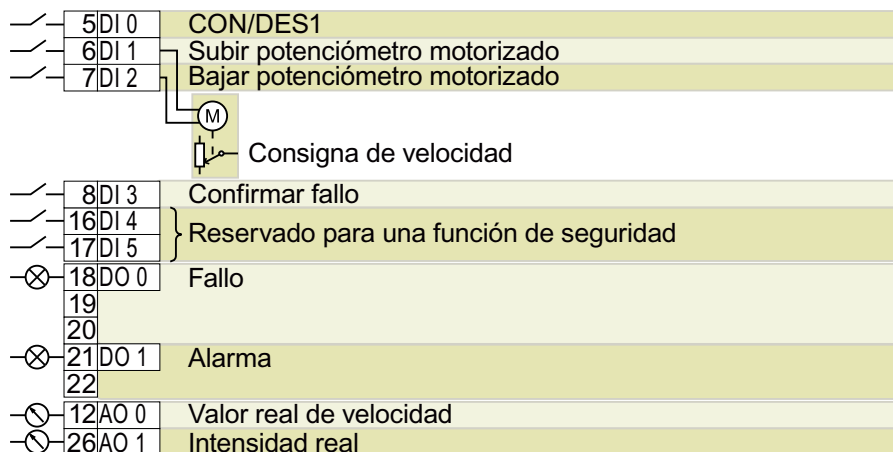 5 DI 0 CON/DES1
6 DI 1 Subir potenciómetro motorizado
7 DI 2 Bajar potenciómetro motorizado
M
Consigna de velocidad
8 DI 3 Confirmar fallo
16 DI 4
Reservado para una función de seguridad
17 DI 5
18 DO 0 Fallo
19
20
21 DO 1 Alarma
22
12 AO 0 Valor real de velocidad
26 AO 1 Intensidad real